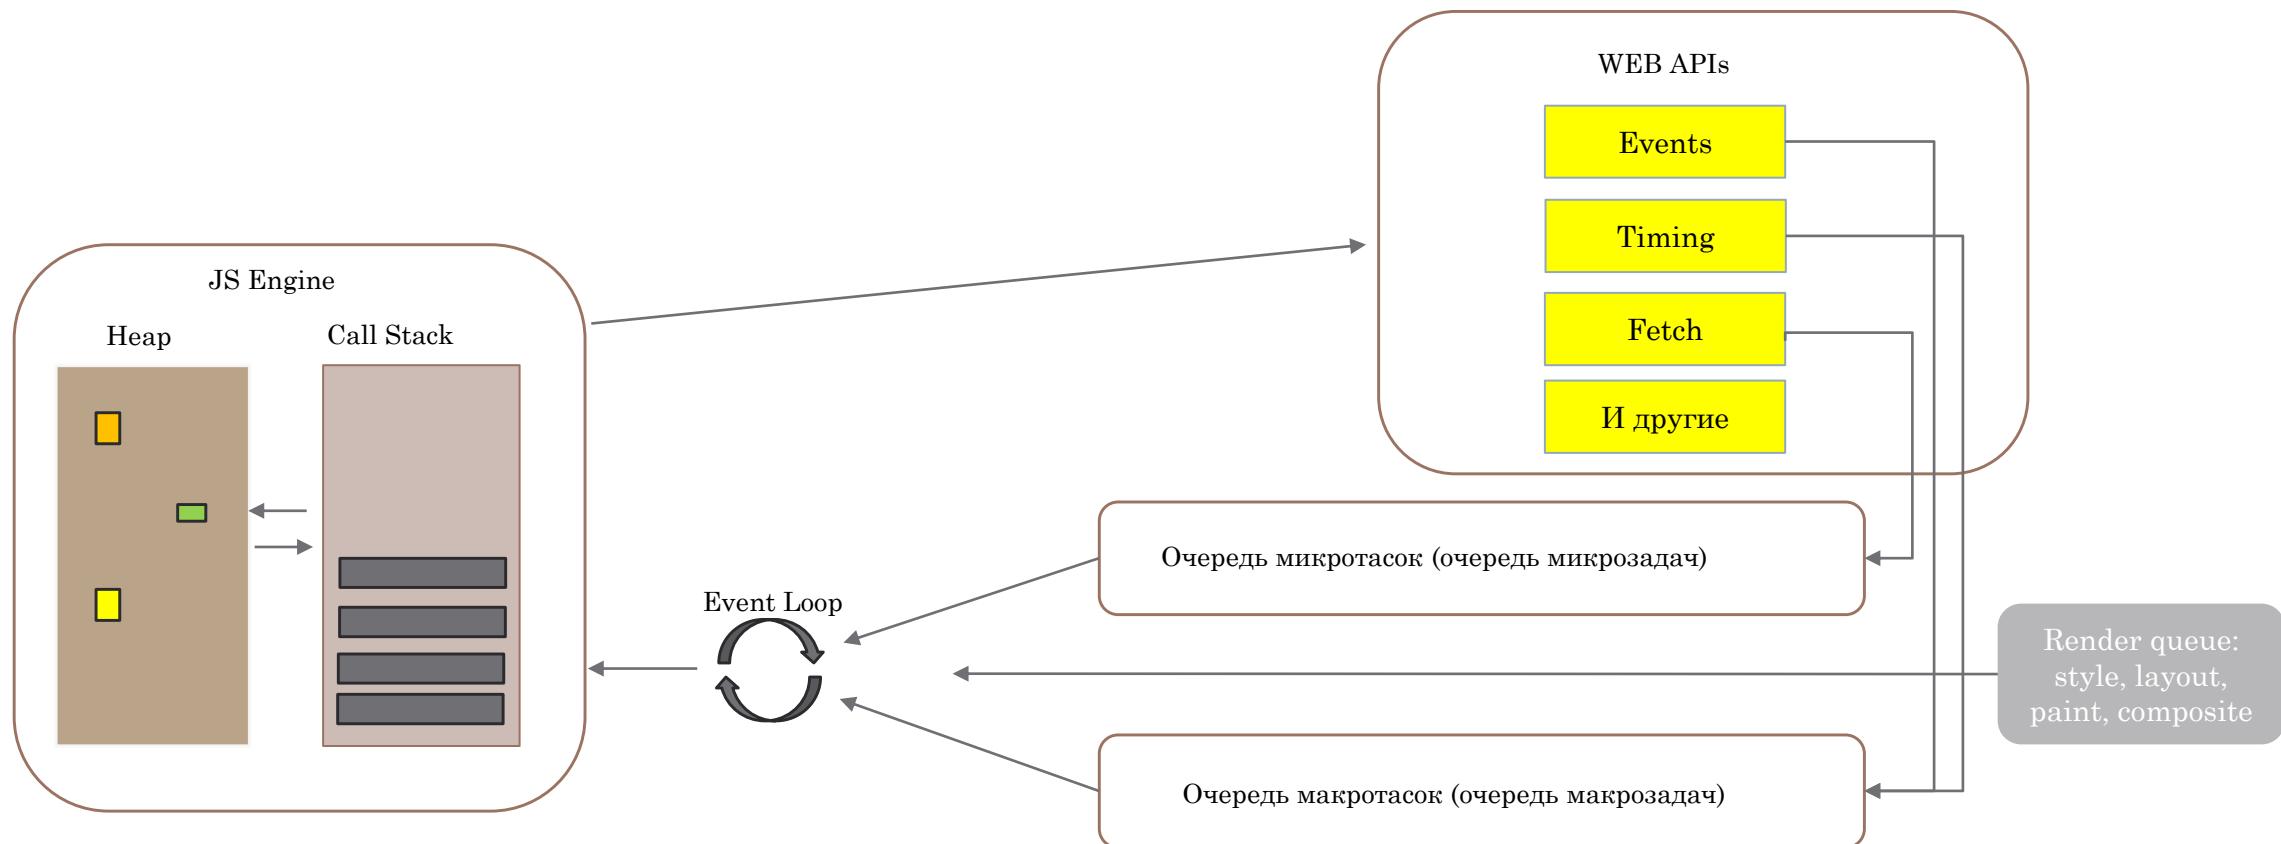 WEB APIs
Events
Timing
Fetch
И другие
JS Engine
Heap
Call Stack
Event Loop
Очередь микротасок (очередь микрозадач)
Render queue:
style, layout,
paint, composite
Очередь макротасок (очередь макрозадач)